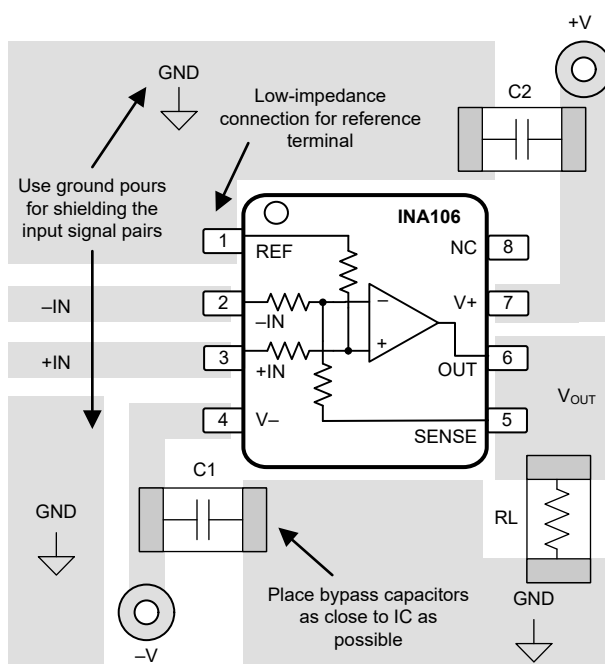 +V
GND
C2
Low-impedance
connection for reference
terminal
Use ground pours
for shielding the
input signal pairs
INA106
1
REF
NC
8
–IN
2
–IN
V+
7
+IN
3
+IN
OUT
6
4
V–
SENSE
5
VOUT
C1
GND
RL
Place bypass capacitors
as close to IC as
possible
GND
–V